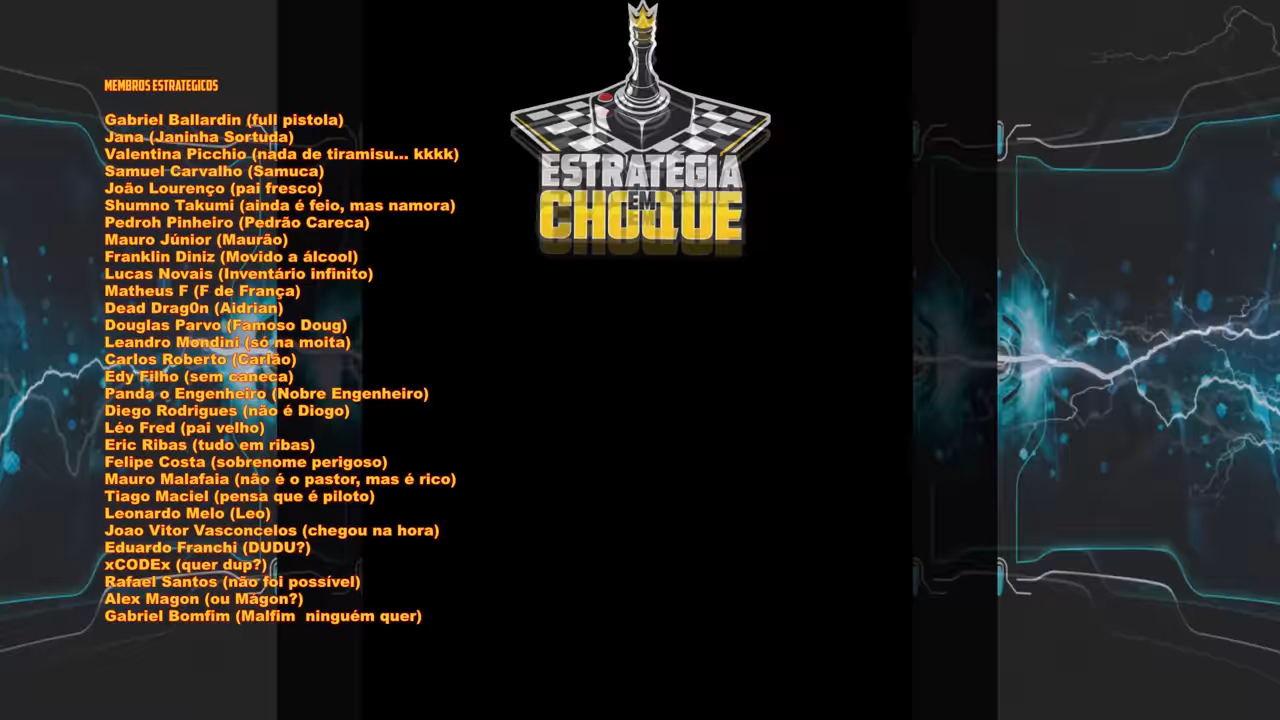 MEMBROS ESTRATEGICOS
Gabriel Ballardin (full pistola)
Jana (Janinha Sortuda)
Valentina Picchio (nada de tiramisu... kkkk)
Samuel Carvalho (Samuca)
João Lourenço (pai fresco)
Shumno Takumi (ainda é feio, mas namora)
Pedroh Pinheiro (Pedrão Careca)
Mauro Júnior (Maurão)
Franklin Diniz (Movido a álcool)
Lucas Novais (Inventário infinito)
Matheus F (F de França)
Dead Drag0n (Aidrian)
Douglas Parvo (Famoso Doug)
Leandro Mondini (só na moita)
Carlos Roberto (Carlão)
Edy Filho (sem caneca)
Panda o Engenheiro (Nobre Engenheiro)
Diego Rodrigues (não é Diogo)
Léo Fred (pai velho)
Eric Ribas (tudo em ribas)
Felipe Costa (sobrenome perigoso)
Mauro Malafaia (não é o pastor, mas é rico)
Tiago Maciel (pensa que é piloto)
Leonardo Melo (Leo)
Joao Vitor Vasconcelos (chegou na hora)
Eduardo Franchi (DUDU?)
xCODEx (quer dup?)
Rafael Santos (não foi possível)
Alex Magon (ou Mágon?)
Gabriel Bomfim (Malfim  ninguém quer)
ESTRATÉGIA
EM
CHOQUE